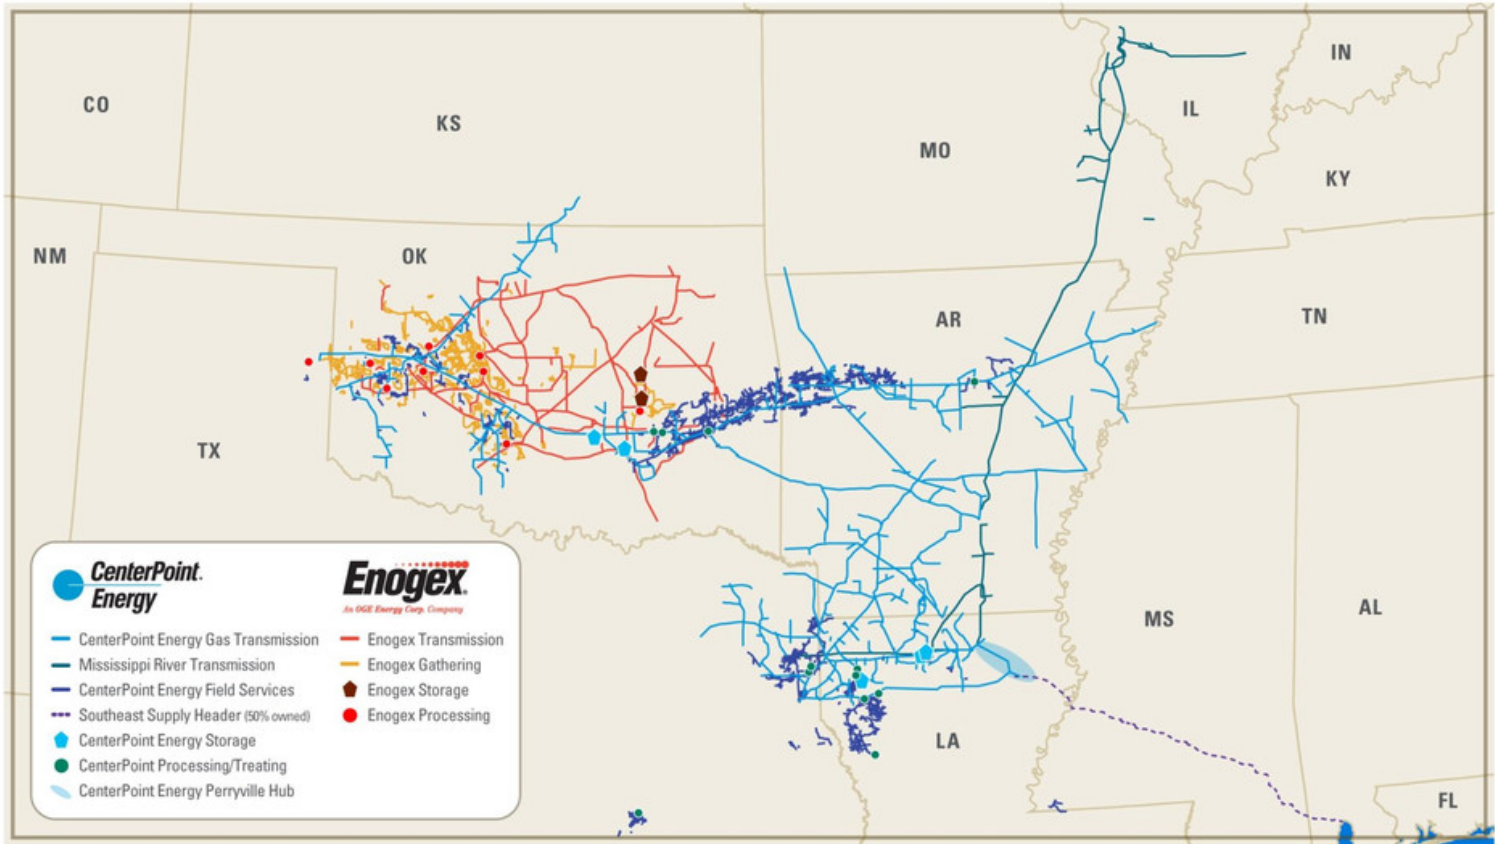 CO
KS
MO
IL
IN
KY
NM
OK
AR
TN
TX
MS
AL
LA
FL
CenterPoint.
Energy
CenterPoint Energy Gas Transmission
Mississippi River Transmission
CenterPoint Energy Field Services
Southeast Supply Header (50% owned)
CenterPoint Energy Storage
CenterPoint Processing/Treating
CenterPoint Energy Perryville Hub
Enogex.
An OGE Energy Corp. Company
Enogex Transmission
Enogex Gathering
Enogex Storage
Enogex Processing